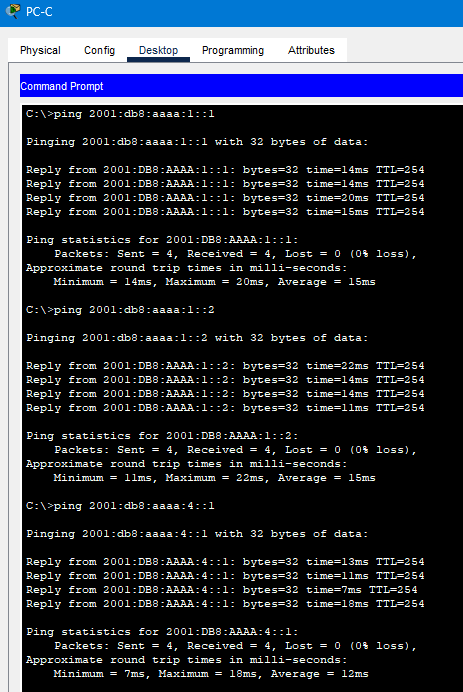 PC-C
Physical Config Desktop Programming Attributes
Command Prompt
C:\>ping 2001:db8:aaaa:1::1
Pinging 2001:db8:aaaa:1::1 with 32 bytes of data:
Reply from 2001:DB8:AAAA:1::1: bytes=32 time=14ms TTL=254
Reply from 2001:DB8:AAAA:1::1: bytes=32 time=14ms TTL=254
Reply from 2001:DB8:AAAA:1::1: bytes=32 time=20ms TTL=254
Reply from 2001:DB8:AAAA:1::1: bytes=32 time=15ms TTL=254
Ping statistics for 2001:DB8:AAAA:1::1:
Packets: Sent = 4, Received = 4, Lost = 0 (0% loss),
Approximate round trip times in milli-seconds:
Minimum = 14ms, Maximum = 20ms, Average = 15ms
C:\>ping 2001:db8:aaaa:1::2
Pinging 2001:db8:aaaa:1::2 with 32 bytes of data:
Reply from 2001:DB8:AAAA:1::2: bytes=32 time=22ms TTL=254
Reply from 2001:DB8:AAAA:1::2: bytes=32 time=14ms TTL=254
Reply from 2001:DB8:AAAA:1::2: bytes=32 time=14ms TTL=254
Reply from 2001:DB8:AAAA:1::2: bytes=32 time=11ms TTL=254
Ping statistics for 2001:DB8:AAAA:1::2:
Packets: Sent = 4, Received = 4, Lost = 0 (0% loss),
Approximate round trip times in milli-seconds:
Minimum = 11ms, Maximum = 22ms, Average = 15ms
C:\>ping 2001:db8:aaaa:4::1
Pinging 2001:db8:aaaa:4::1 with 32 bytes of data:
Reply from 2001:DB8:AAAA:4::1: bytes=32 time=13ms TTL=254
Reply from 2001:DB8:AAAA:4::1: bytes=32 time=11ms TTL=254
Reply from 2001:DB8:AAAA:4::1: bytes=32 time=7ms TTL=254
Reply from 2001:DB8:AAAA:4::1: bytes=32 time=18ms TTL=254
Ping statistics for 2001:DB8:AAAA:4::1:
Packets: Sent = 4, Received = 4, Lost = 0 (0% loss),
Approximate round trip times in milli-seconds:
Minimum = 7ms, Maximum = 18ms, Average = 12ms